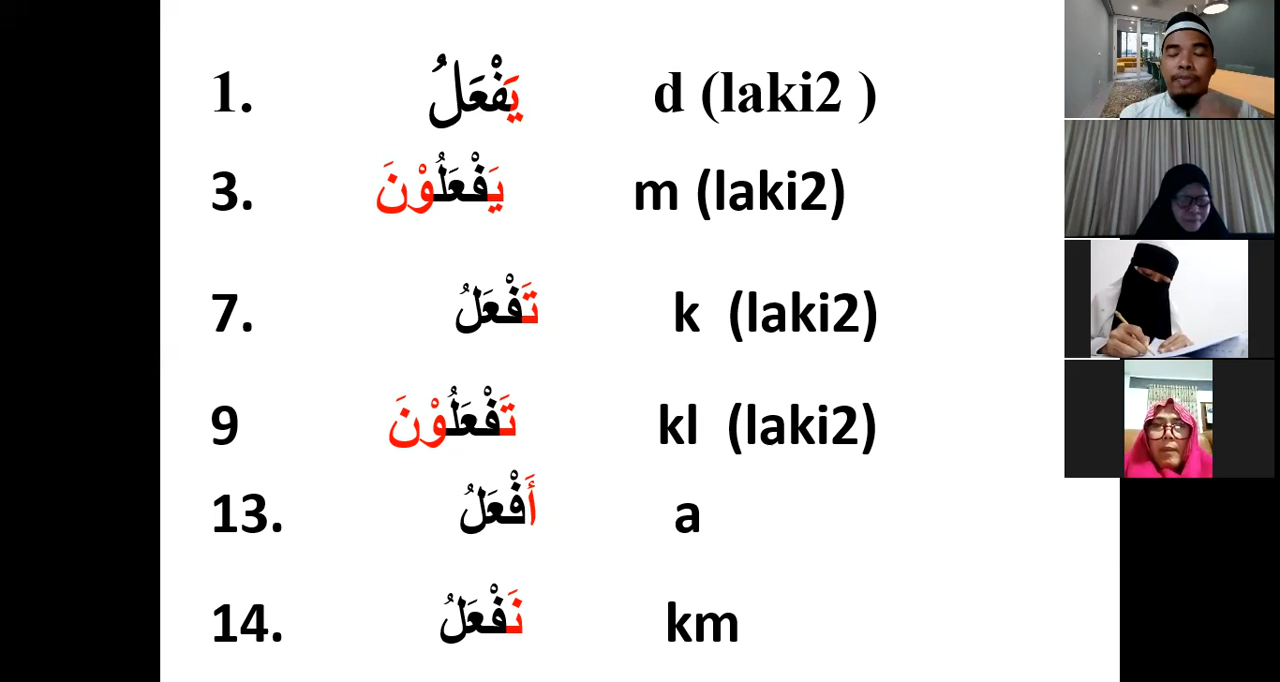 1. يَفْعَلُ d (laki2 )
3. يَفْعَلُوْنَ m (laki2)
7. تَفْعَلُ k (laki2)
9 تَفْعَلُوْنَ kl (laki2)
13. أَفْعَلُ a
14. نَفْعَلُ km